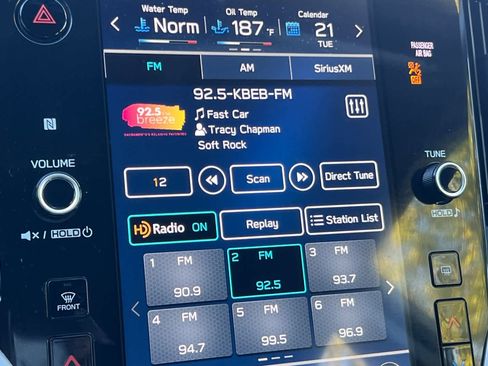 Water Temp
Norm
Oil Temp
187 °F
Calendar
21
TUE
PASSENGER
AIR BAG
FM
AM
SiriusXM
92.5-KBEB-FM
92.5
breeze
Fast Car
Tracy Chapman
Soft Rock
VOLUME
TUNE
12
Scan
Direct Tune
HOLD
HD Radio ON
Replay
Station List
HOLD
1 FM
90.9
2 FM
92.5
3 FM
93.7
4
94.7
5
99.5
6
96.9
FRONT